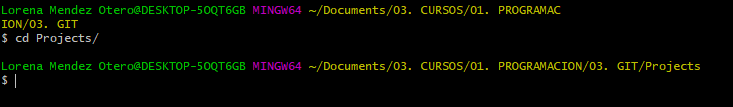 Lorena Mendez Otero@DESKTOP-5OQT6GB MINGW64 ~/Documents/03. CURSOS/01. PROGRAMAC
ION/03. GIT
$ cd Projects/
Lorena Mendez Otero@DESKTOP-5OQT6GB MINGW64 ~/Documents/03. CURSOS/01. PROGRAMACION/03. GIT/Projects
$